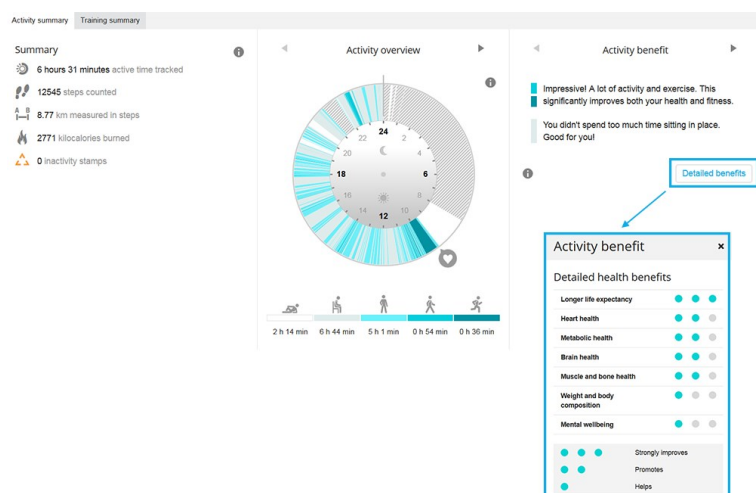 Activity summary
Training summary
Summary
6 hours 31 minutes active time tracked
12545 steps counted
A B
8.77 km measured in steps
2771 kilocalories burned
0 inactivity stamps
Activity overview
24
22
2
20
4
18
6
16
8
14
10
12
2 h 14 min
6 h 44 min
5 h 1 min
0 h 54 min
0 h 36 min
Activity benefit
Impressive! A lot of activity and exercise. This
significantly improves both your health and fitness.
You didn't spend too much time sitting in place.
Good for you!
Detailed benefits
Activity benefit
Detailed health benefits
Longer life expectancy
Heart health
Metabolic health
Brain health
Muscle and bone health
Weight and body
composition
Mental wellbeing
Strongly improves
Promotes
Helps